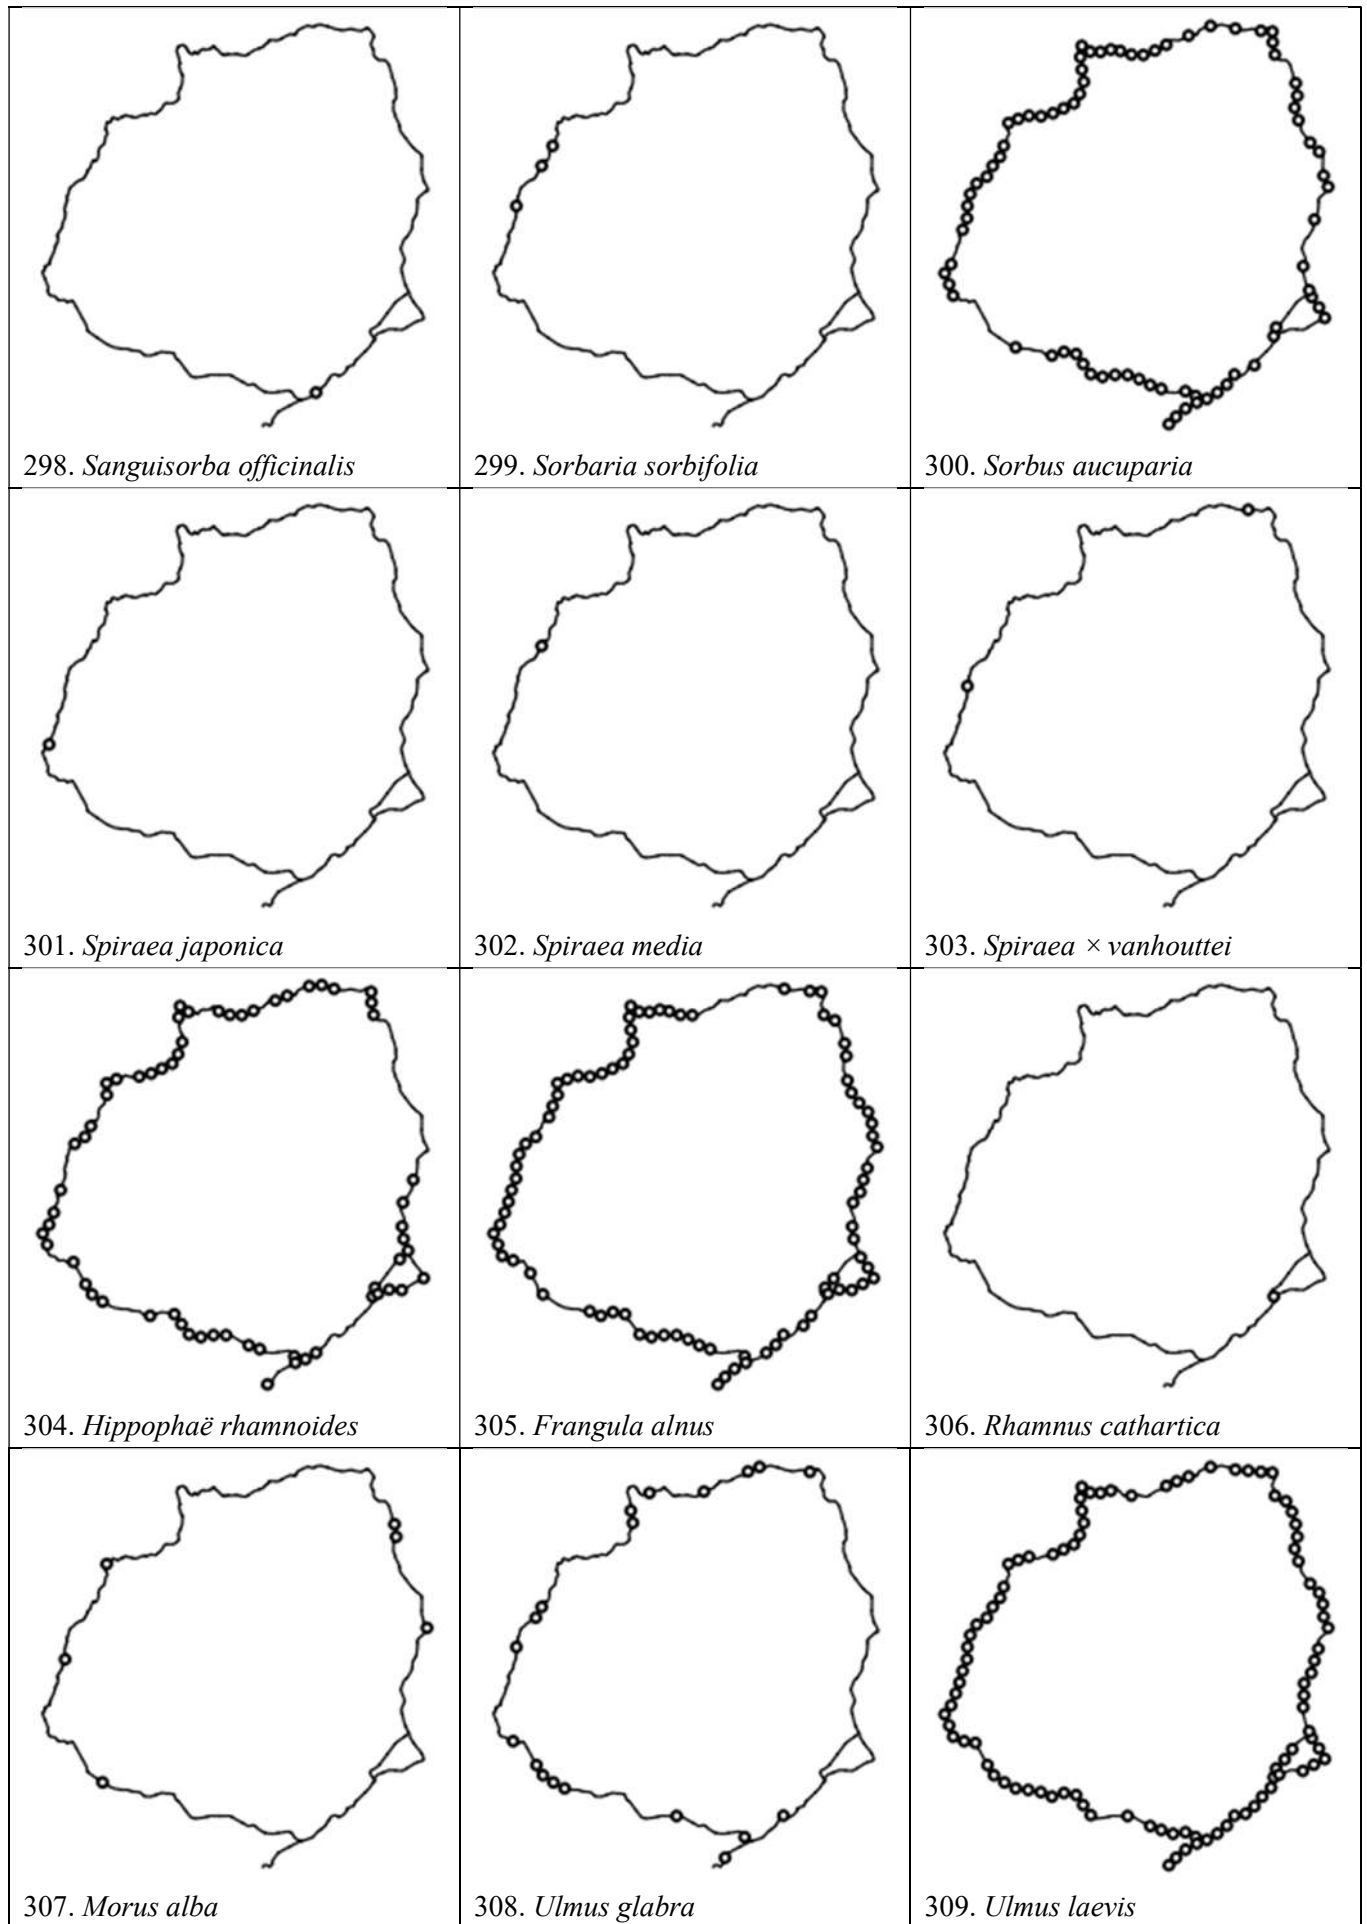 298. Sanguisorba officinalis
299. Sorbaria sorbifolia
300. Sorbus aucuparia
301. Spiraea japonica
302. Spiraea media
303. Spiraea × vanhouttei
304. Hippophaë rhamnoides
305. Frangula alnus
306. Rhamnus cathartica
307. Morus alba
308. Ulmus glabra
309. Ulmus laevis